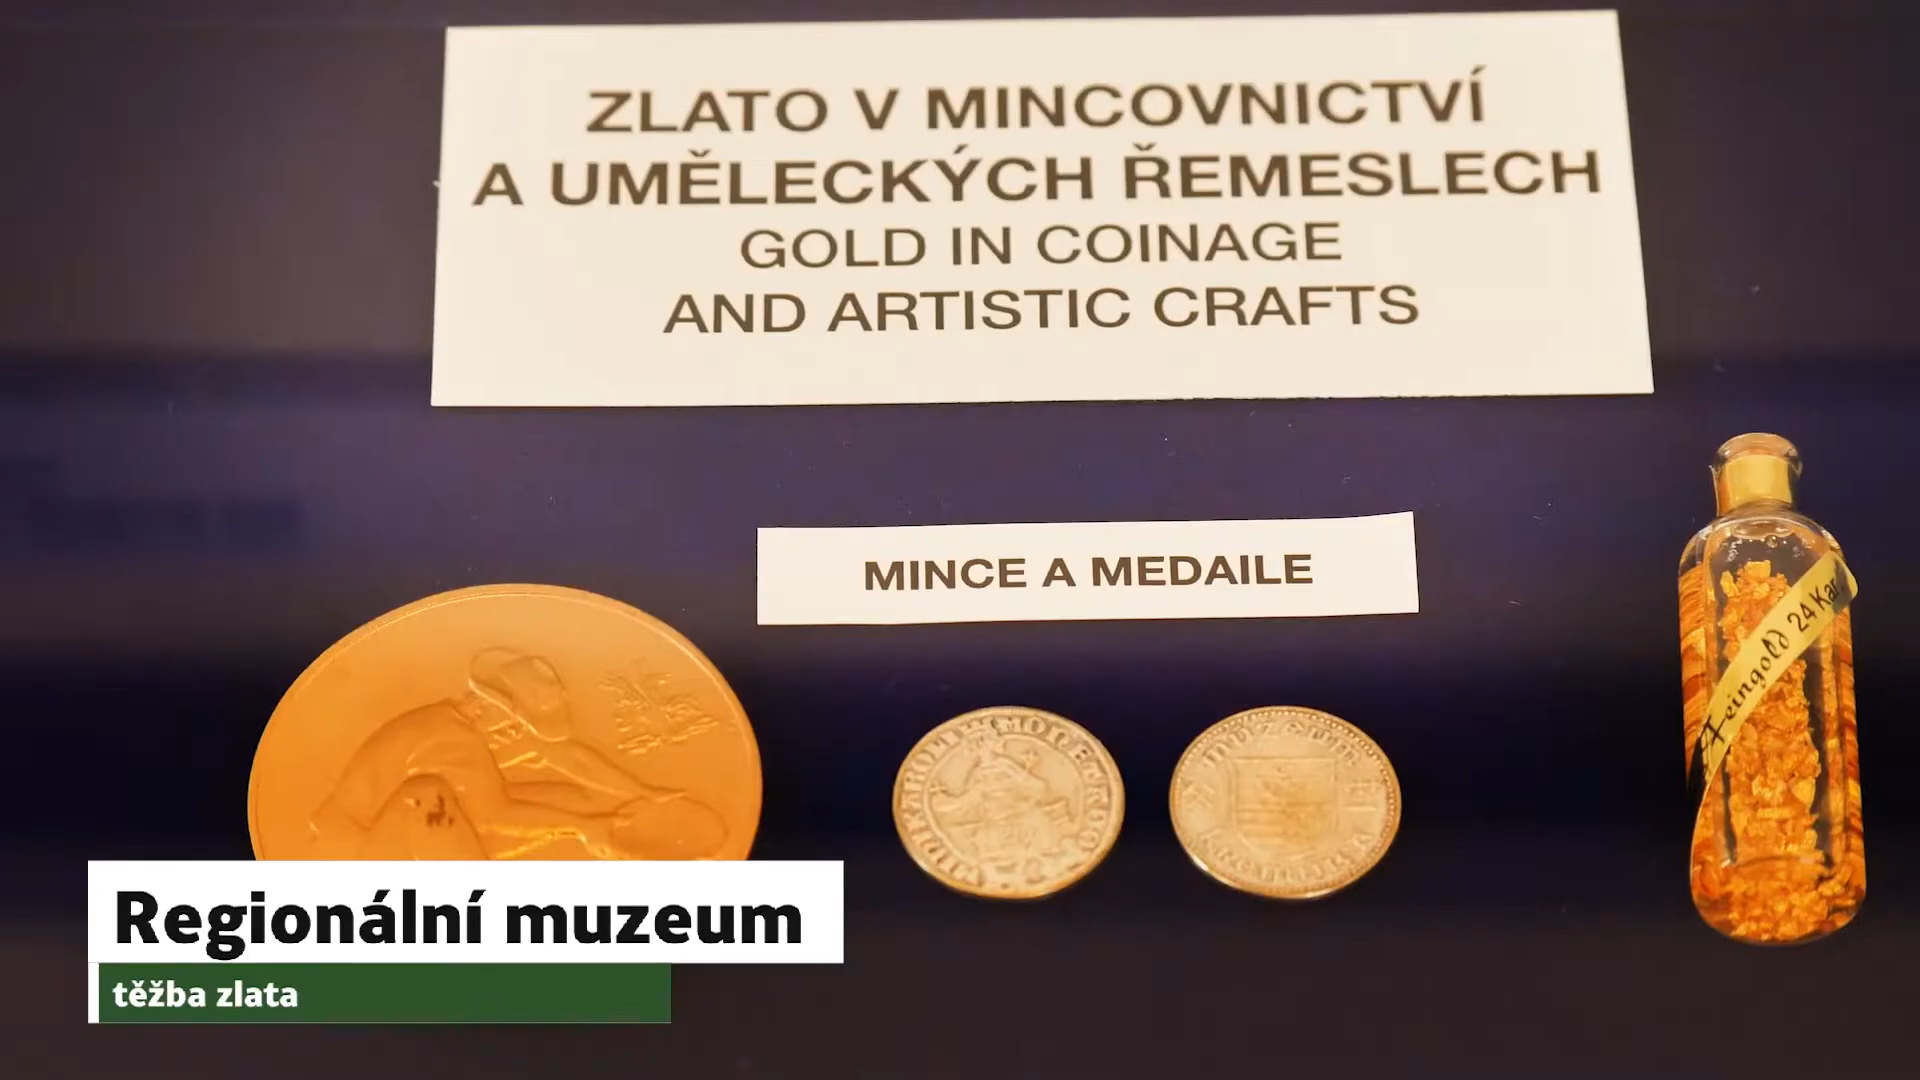 ZLATO V MINCOVNICTVÍ
A UMĚLECKÝCH ŘEMESLECH
GOLD IN COINAGE
AND ARTISTIC CRAFTS
MINCE A MEDAILE
Feingold 24 Kar.
muzeum
Regionální muzeum
těžba zlata